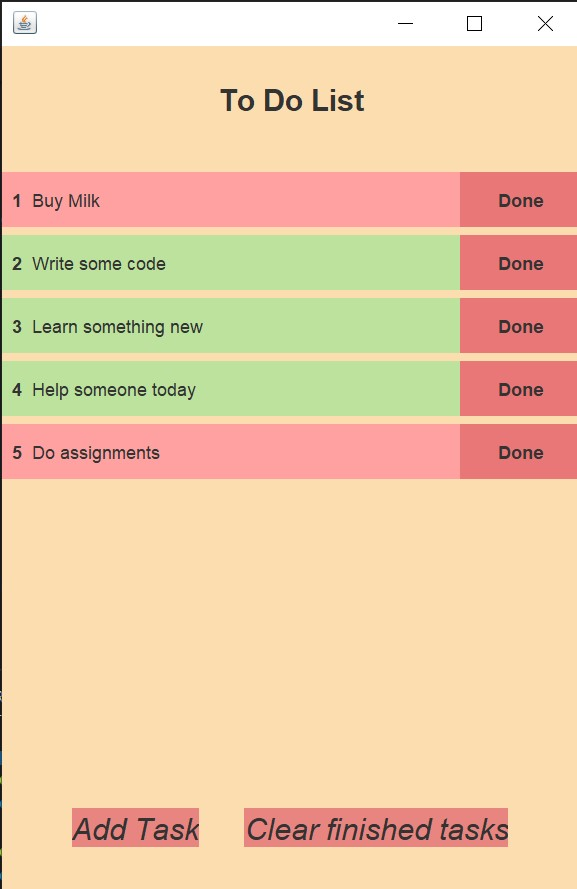 To Do List
1 Buy Milk Done
2 Write some code Done
3 Learn something new Done
4 Help someone today Done
5 Do assignments Done
Add Task Clear finished tasks